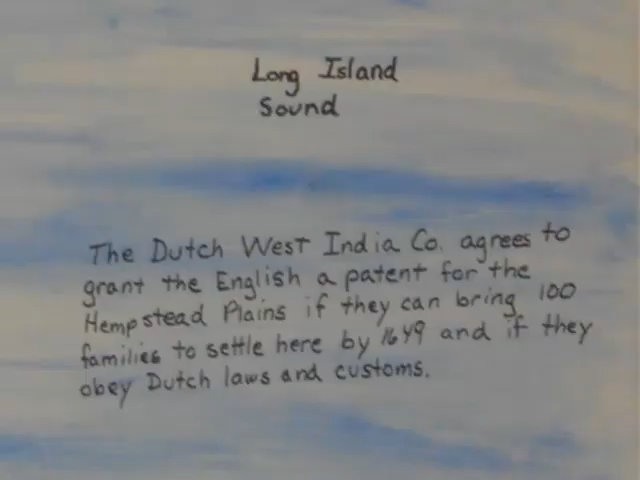 Long Island
Sound
The Dutch West India Co. agrees to
grant the English a patent for the
Hempstead Plains if they can bring 100
families to settle here by 1649 and if they
obey Dutch laws and customs.